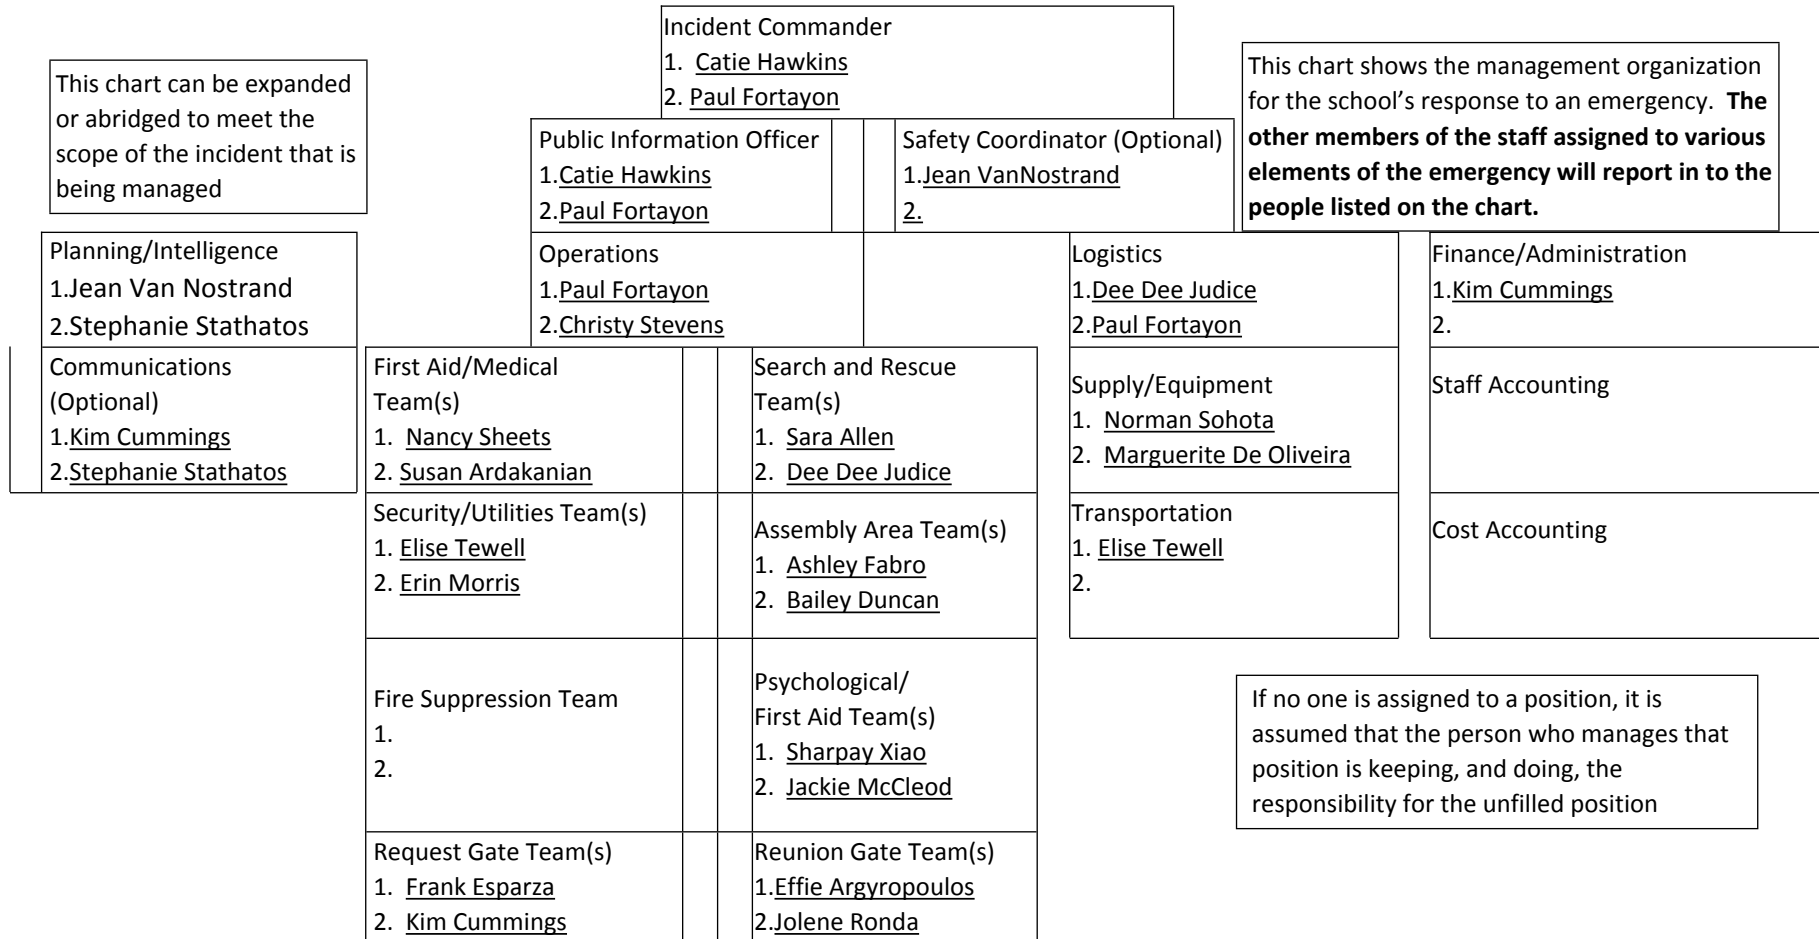 Incident Commander
1. Catie Hawkins
2. Paul Fortayon
This chart can be expanded
or abridged to meet the
scope of the incident that is
being managed
This chart shows the management organization
for the school’s response to an emergency. The
other members of the staff assigned to various
elements of the emergency will report in to the
people listed on the chart.
Public Information Officer
1.Catie Hawkins
2.Paul Fortayon
Safety Coordinator (Optional)
1.Jean VanNostrand
2.
Planning/Intelligence
1.Jean Van Nostrand
2.Stephanie Stathatos
Operations
1.Paul Fortayon
2.Christy Stevens
Logistics
1.Dee Dee Judice
2.Paul Fortayon
Finance/Administration
1.Kim Cummings
2.
Communications
(Optional)
1.Kim Cummings
2.Stephanie Stathatos
First Aid/Medical
Team(s)
1. Nancy Sheets
2. Susan Ardakanian
Search and Rescue
Team(s)
1. Sara Allen
2. Dee Dee Judice
Supply/Equipment
1. Norman Sohota
2. Marguerite De Oliveira
Staff Accounting
Security/Utilities Team(s)
1. Elise Tewell
2. Erin Morris
Assembly Area Team(s)
1. Ashley Fabro
2. Bailey Duncan
Transportation
1. Elise Tewell
2.
Cost Accounting
Fire Suppression Team
1.
2.
Psychological/
First Aid Team(s)
1. Sharpay Xiao
2. Jackie McCleod
If no one is assigned to a position, it is
assumed that the person who manages that
position is keeping, and doing, the
responsibility for the unfilled position
Request Gate Team(s)
1. Frank Esparza
2. Kim Cummings
Reunion Gate Team(s)
1.Effie Argyropoulos
2.Jolene Ronda